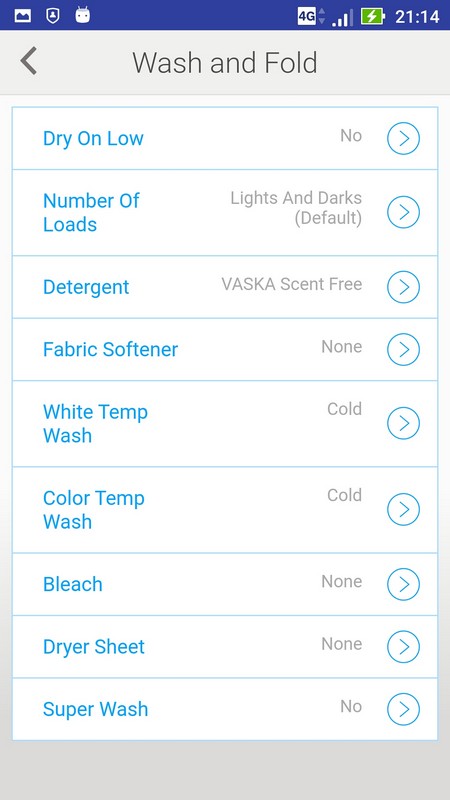 4G 21:14
Wash and Fold
Dry On Low No
Number Of Loads Lights And Darks (Default)
Detergent VASKA Scent Free
Fabric Softener None
White Temp Wash Cold
Color Temp Wash Cold
Bleach None
Dryer Sheet None
Super Wash No